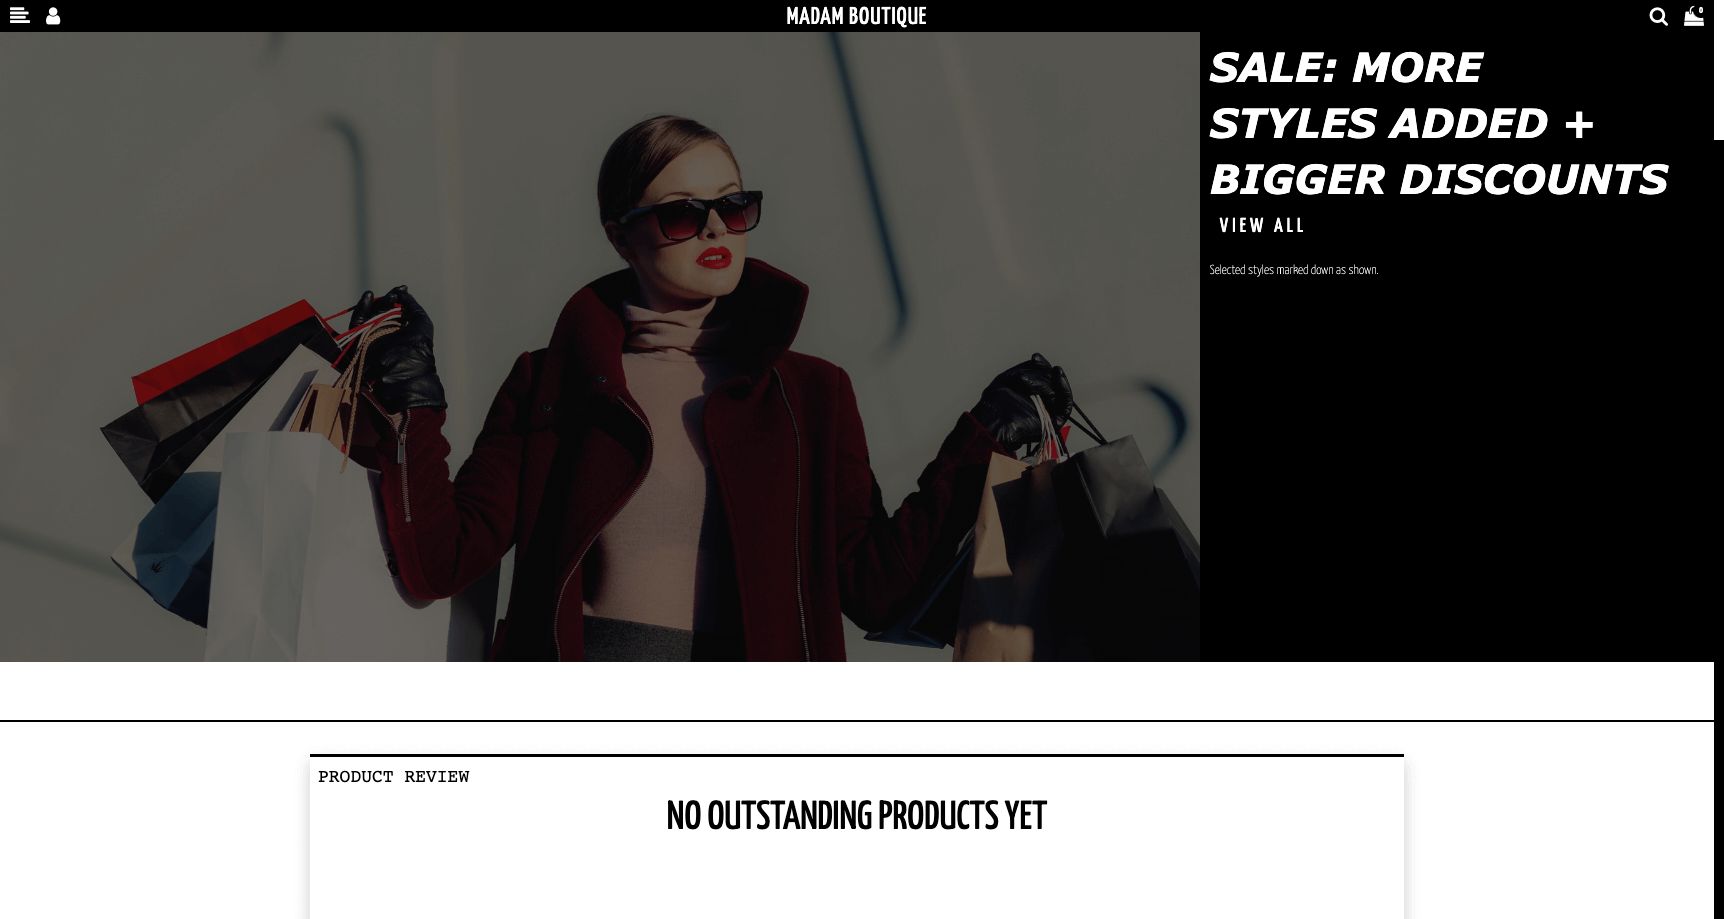 MADAM BOUTIQUE
0
SALE: MORE
STYLES ADDED +
BIGGER DISCOUNTS
VIEW ALL
Selected styles marked down as shown.
PRODUCT REVIEW
NO OUTSTANDING PRODUCTS YET